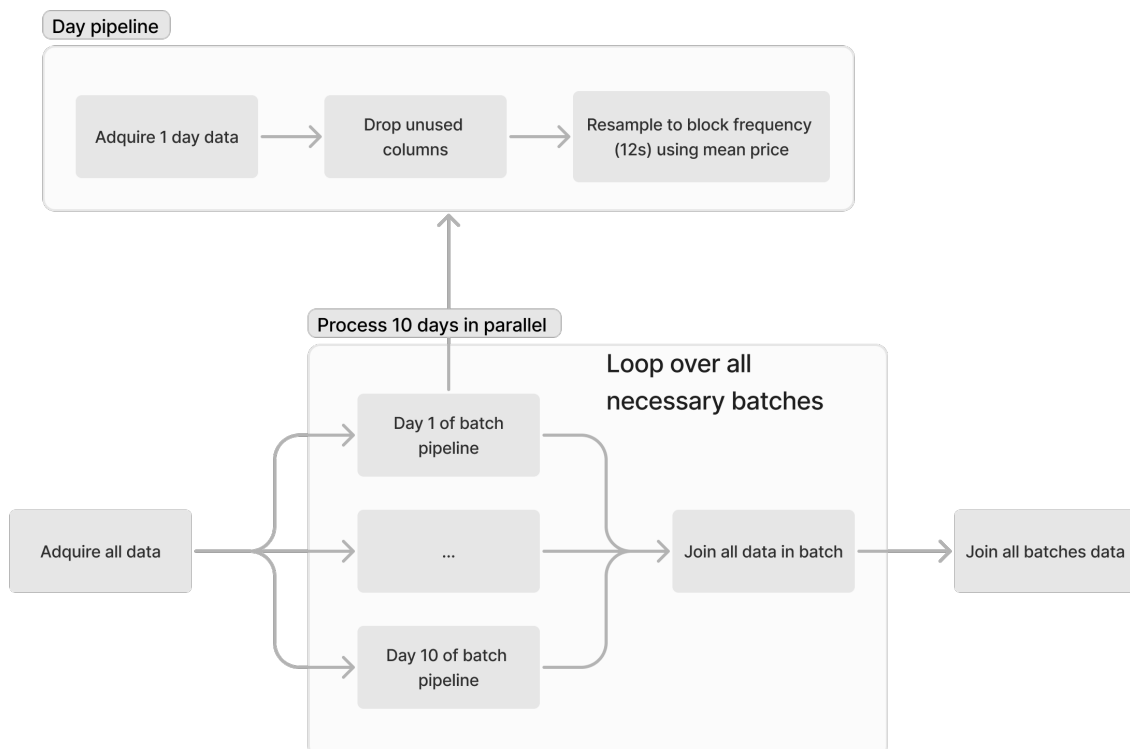 Day pipeline
Adquire 1 day data
Drop unused
columns
Resample to block frequency
(12s) using mean price
Process 10 days in parallel
Loop over all
necessary batches
Day 1 of batch
pipeline
Adquire all data
...
Join all data in batch
Join all batches data
Day 10 of batch
pipeline